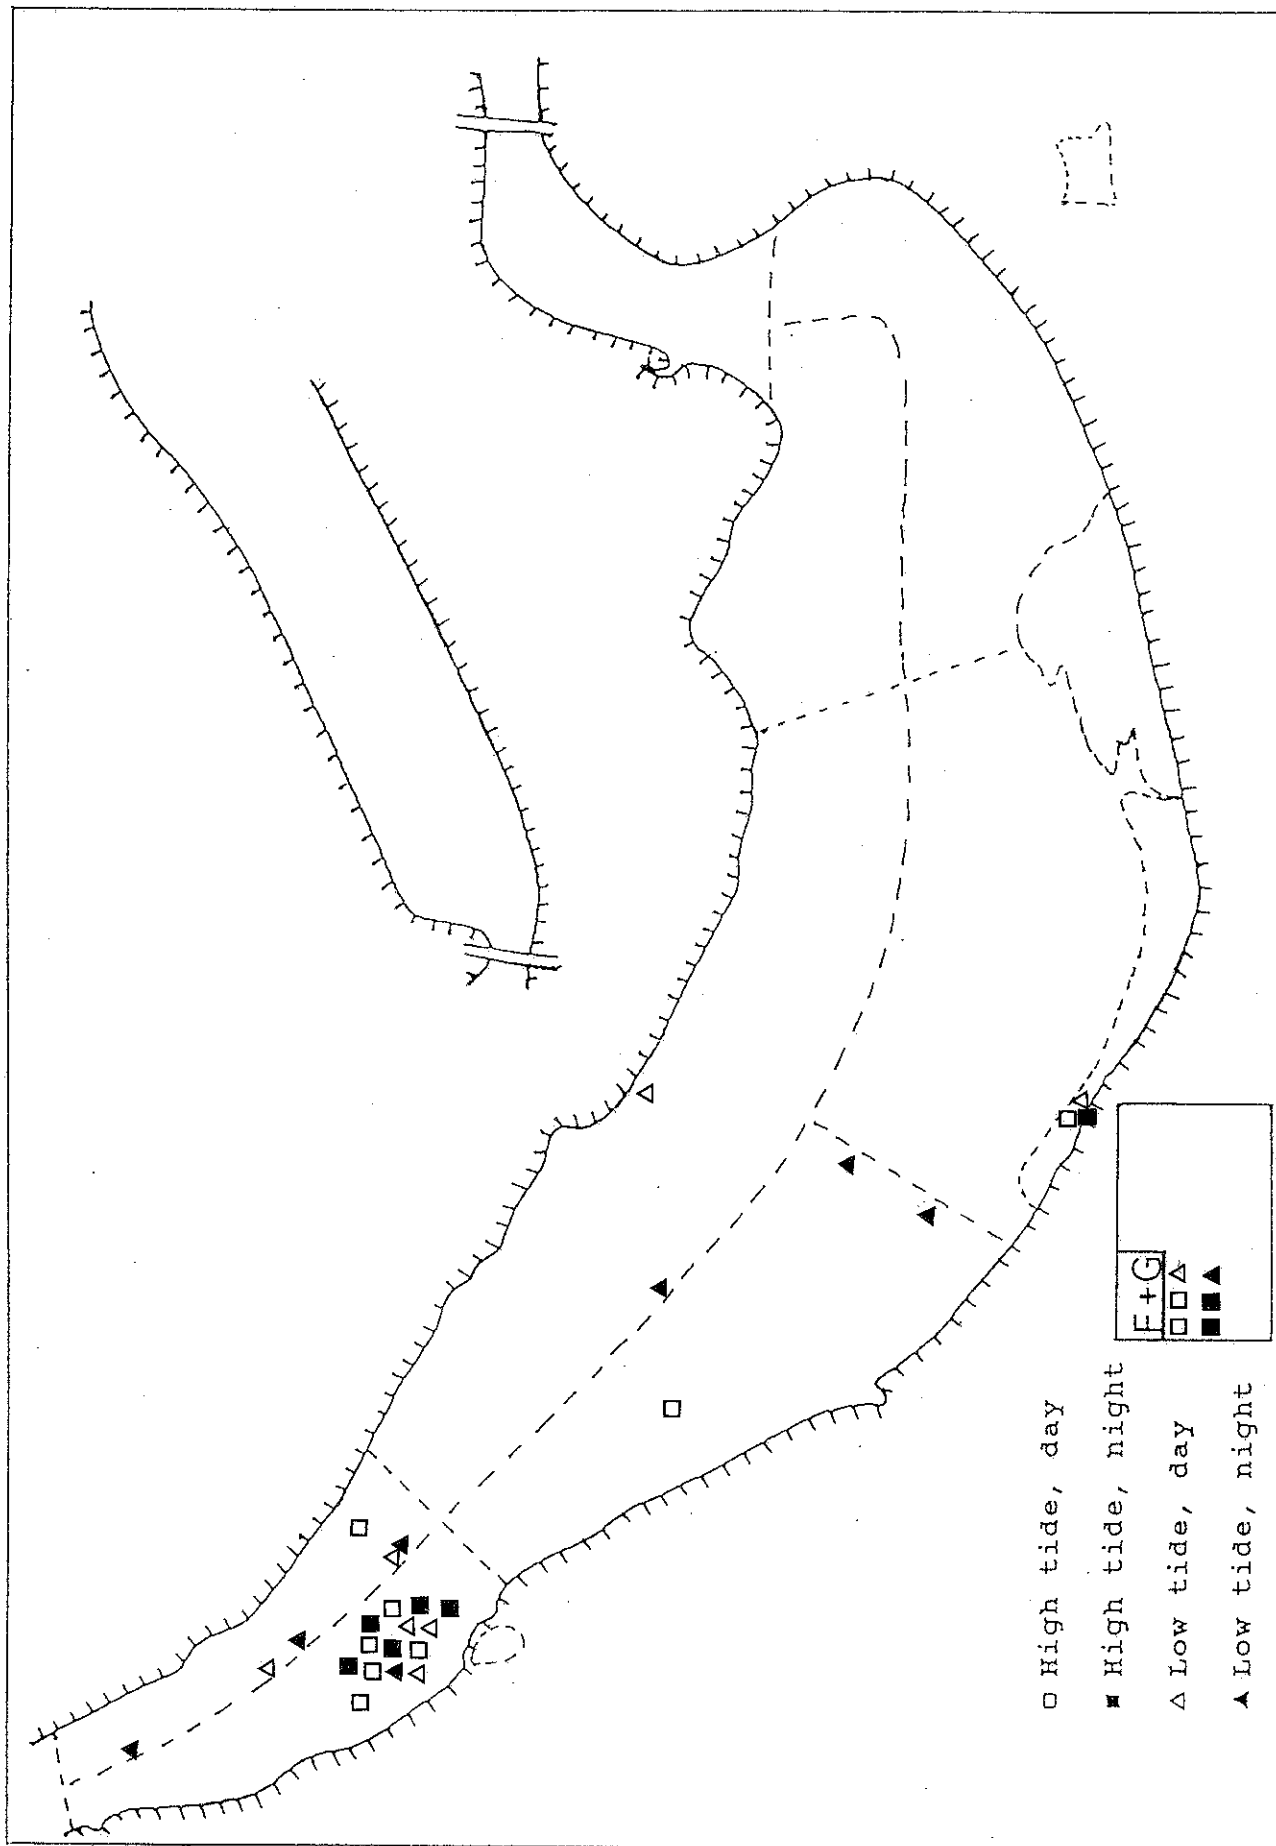 F+G
High tide, day
High tide, night
Low tide, day
Low tide, night